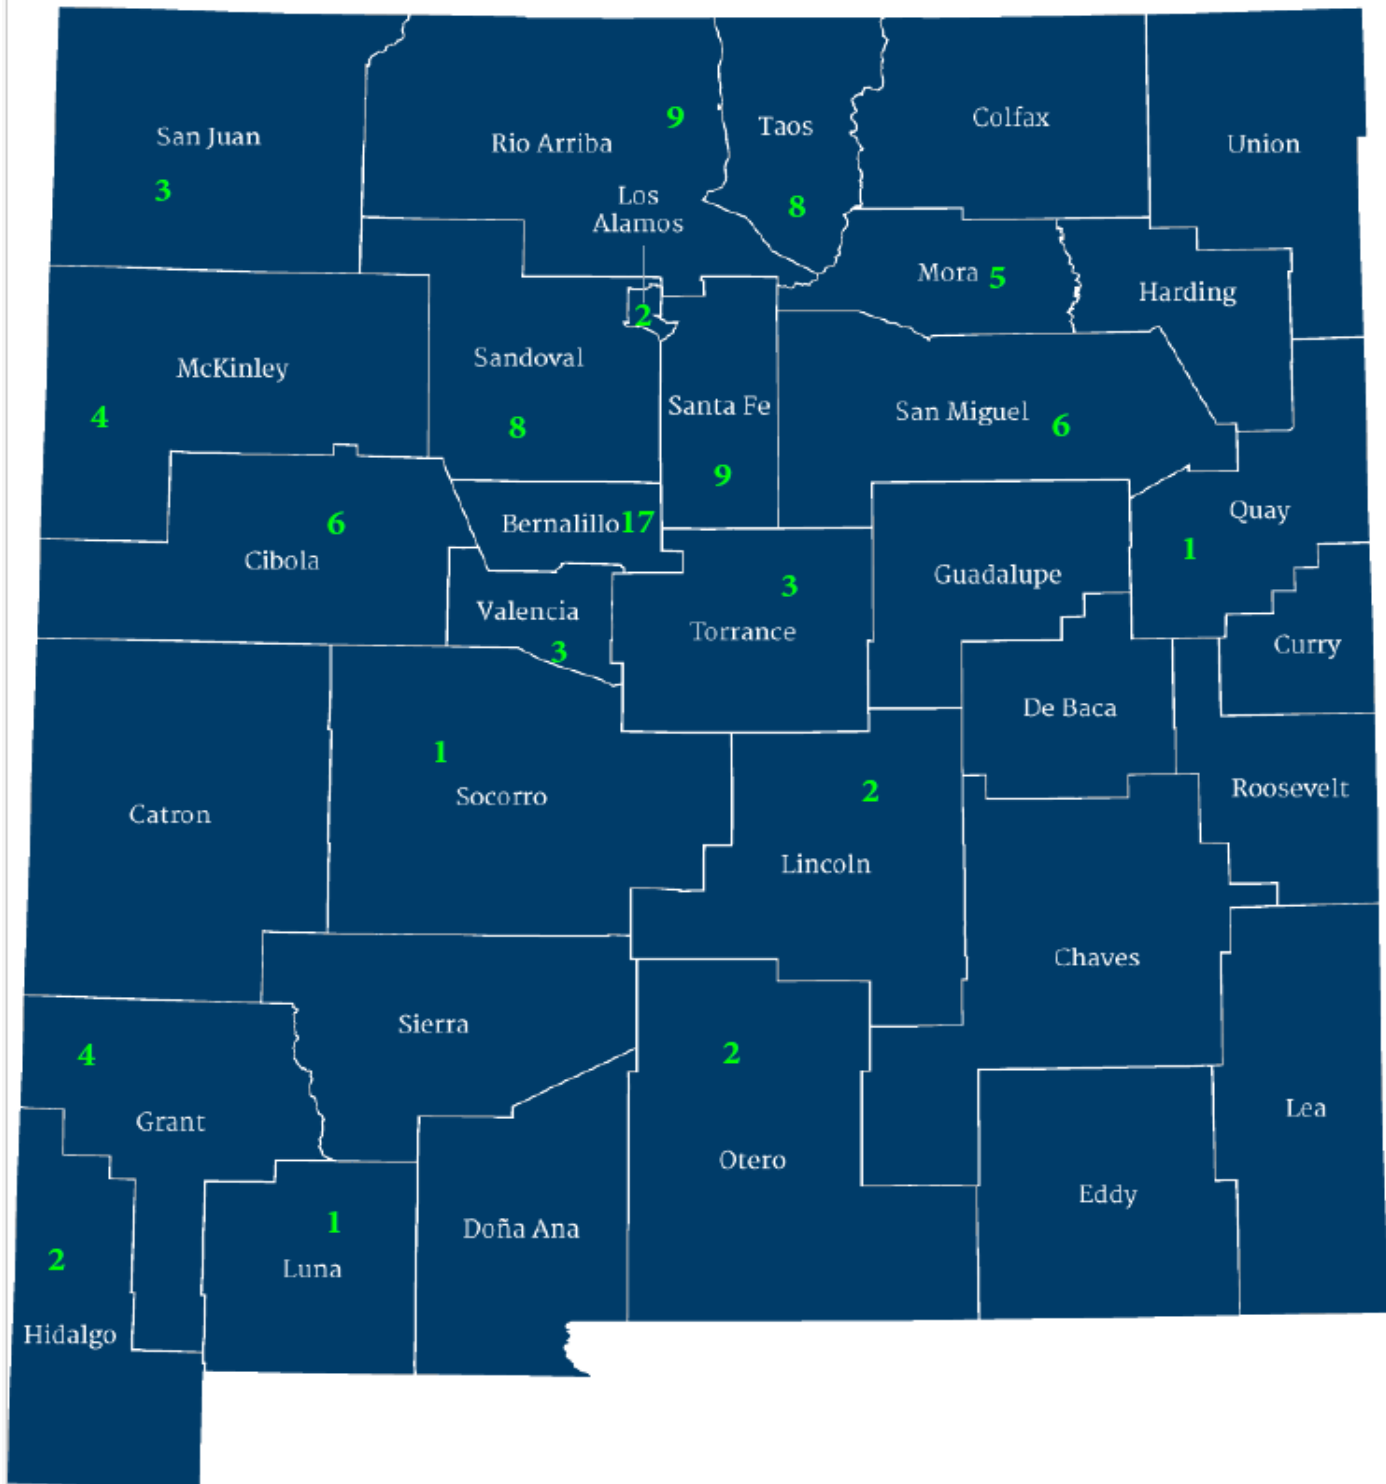 San Juan
3
Rio Arriba
9
Taos
8
Colfax
Union
Los
Alamos
2
Mora 5
Harding
McKinley
4
Sandoval
8
Santa Fe
9
San Miguel 6
Quay
1
Cibola
6
Bernalillo 17
Valencia
3
Torrance
3
Guadalupe
Curry
De Baca
Roosevelt
Catron
Socorro
1
Lincoln
2
Chaves
Sierra
Grant
4
Otero
2
Lea
Eddy
Doña Ana
Luna
1
Hidalgo
2